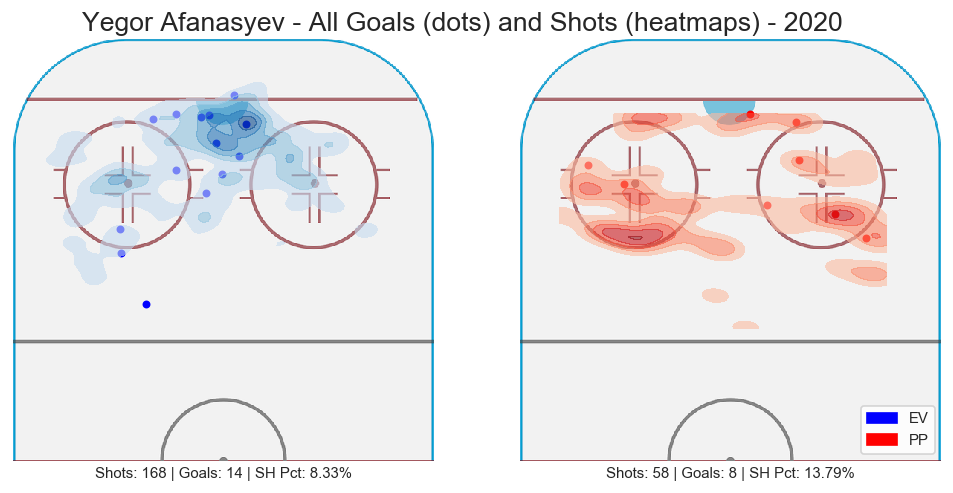 Yegor Afanasyev - All Goals (dots) and Shots (heatmaps) - 2020
EV
PP
Shots: 168 | Goals: 14 | SH Pct: 8.33%
Shots: 58 | Goals: 8 | SH Pct: 13.79%